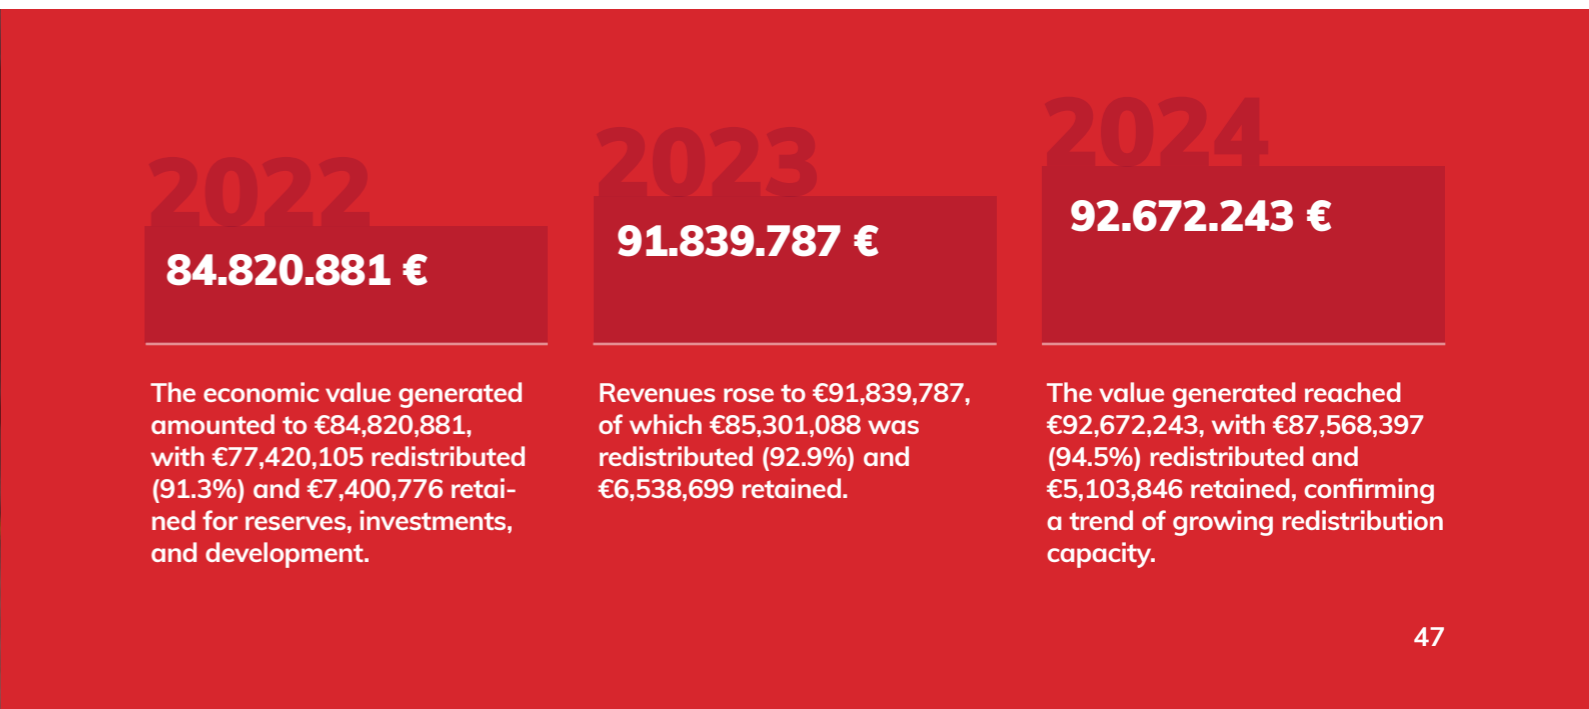 2022
84.820.881 €
The economic value generated
amounted to €84,820,881,
with €77,420,105 redistributed
(91.3%) and €7,400,776 retai-
ned for reserves, investments,
and development.
2023
91.839.787 €
Revenues rose to €91,839,787,
of which €85,301,088 was
redistributed (92.9%) and
€6,538,699 retained.
2024
92.672.243 €
The value generated reached
€92,672,243, with €87,568,397
(94.5%) redistributed and
€5,103,846 retained, confirming
a trend of growing redistribution
capacity.
47